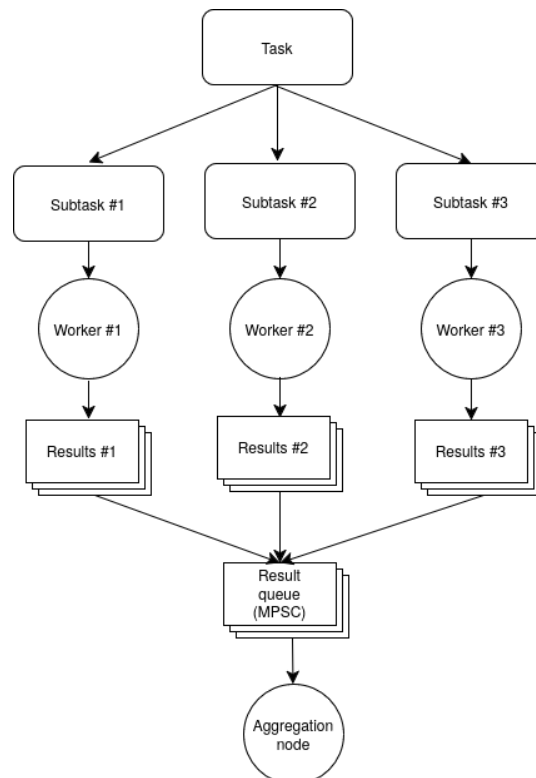 Task
Subtask #1
Subtask #2
Subtask #3
Worker #1
Worker #2
Worker #3
Results #1
Results #2
Results #3
Result
queue
(MPSC)
Aggregation
node